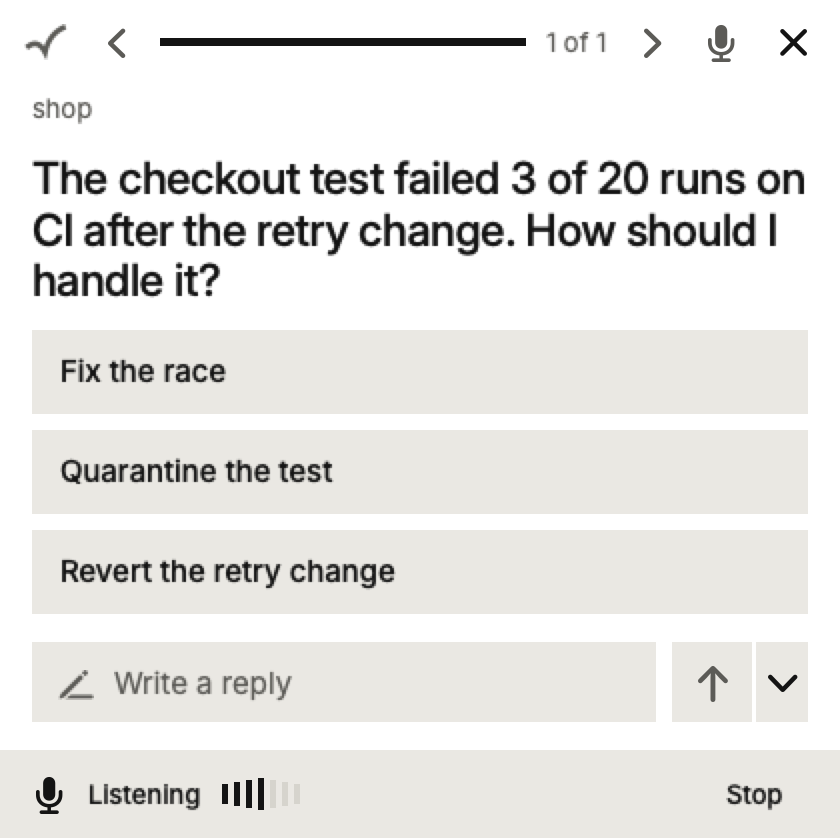 1 of 1
shop
The checkout test failed 3 of 20 runs on
CI after the retry change. How should I
handle it?
Fix the race
Quarantine the test
Revert the retry change
Write a reply
Listening
Stop